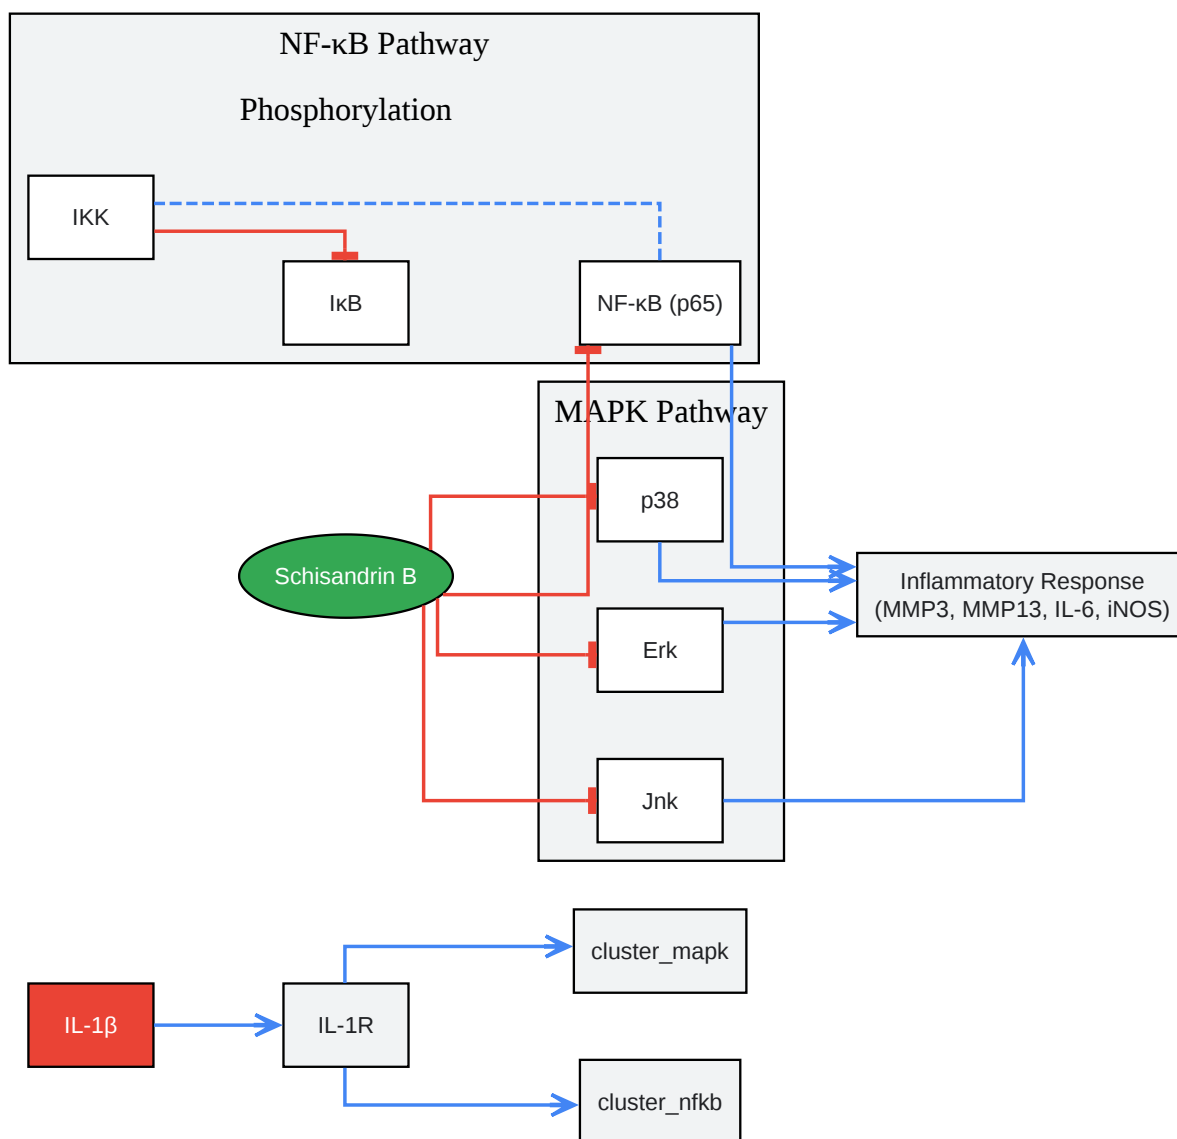 NF-κB Pathway
Phosphorylation
IKK
IκB
NF-κB (p65)
MAPK Pathway
p38
Schisandrin B
Inflammatory Response
(MMP3, MMP13, IL-6, iNOS)
Erk
Jnk
cluster_mapk
IL-1β
IL-1R
cluster_nfkb